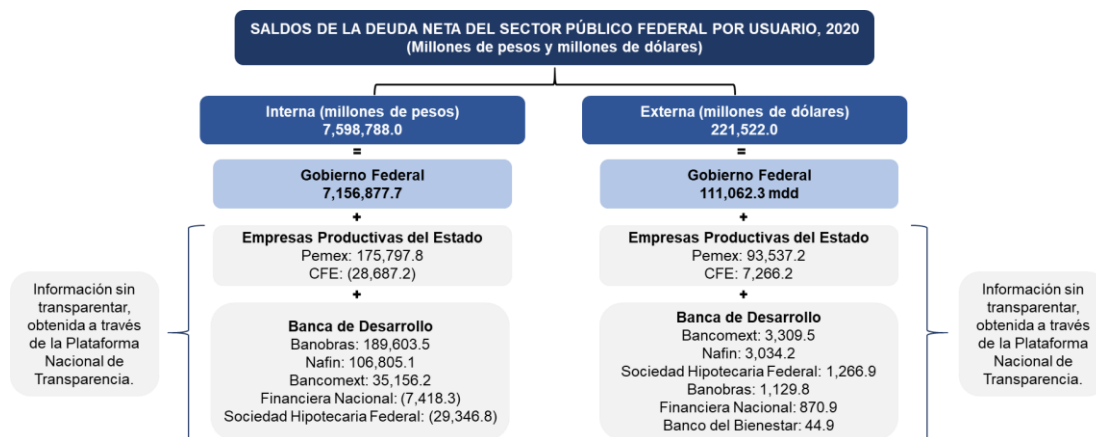 SALDOS DE LA DEUDA NETA DEL SECTOR PÚBLICO FEDERAL POR USUARIO, 2020
(Millones de pesos y millones de dólares)
Interna (millones de pesos)
7,598,788.0
=
Gobierno Federal
7,156,877.7
+
Empresas Productivas del Estado
Pemex: 175,797.8
CFE: (28,687.2)
+
Banca de Desarrollo
Banobras: 189,603.5
Nafin: 106,805.1
Bancomext: 35,156.2
Financiera Nacional: (7,418.3)
Sociedad Hipotecaria Federal: (29,346.8)
Información sin
transparentar,
obtenida a través
de la Plataforma
Nacional de
Transparencia.
Externa (millones de dólares)
221,522.0
=
Gobierno Federal
111,062.3 mdd
+
Empresas Productivas del Estado
Pemex: 93,537.2
CFE: 7,266.2
+
Banca de Desarrollo
Bancomext: 3,309.5
Nafin: 3,034.2
Sociedad Hipotecaria Federal: 1,266.9
Banobras: 1,129.8
Financiera Nacional: 870.9
Banco del Bienestar: 44.9
Información sin
transparentar,
obtenida a través
de la Plataforma
Nacional de
Transparencia.